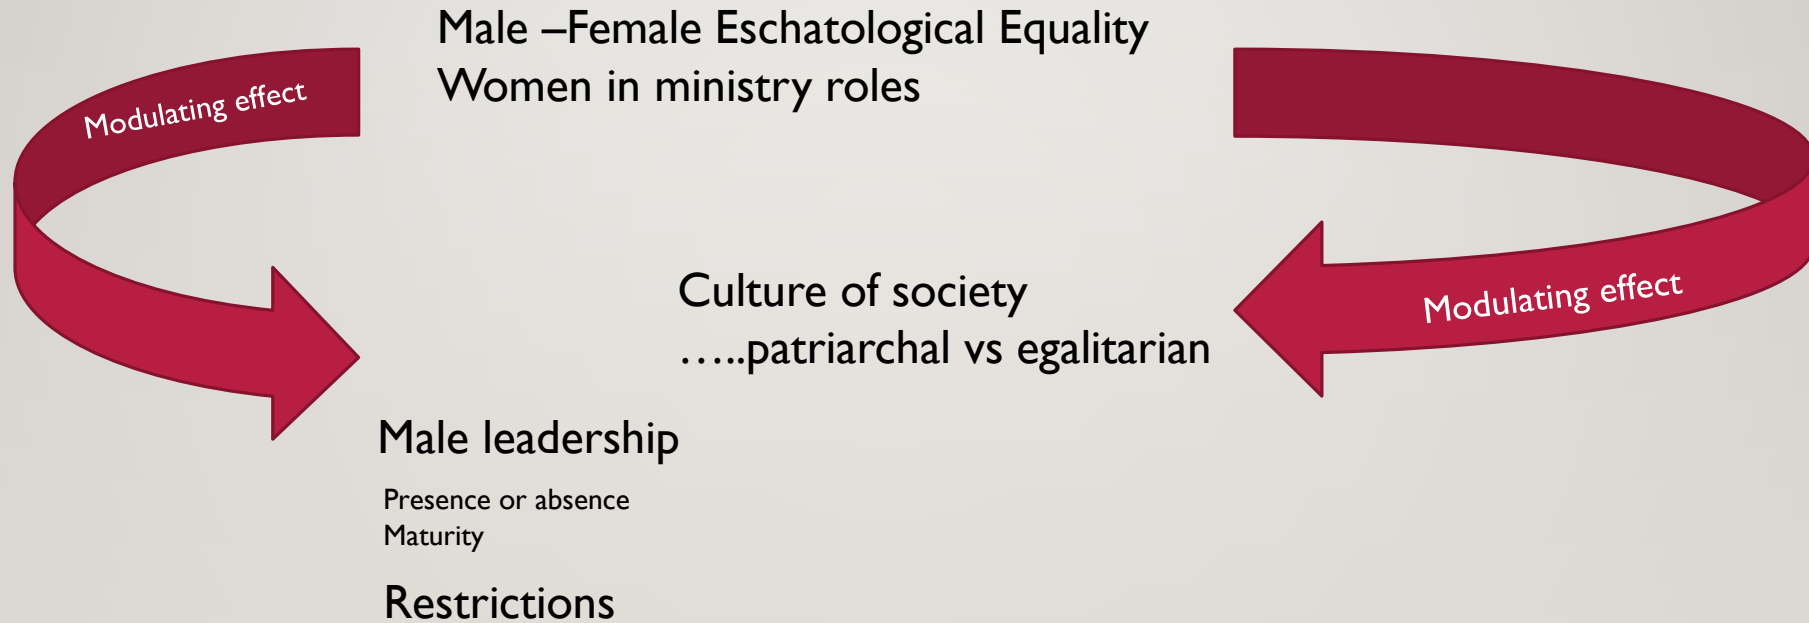 Male –Female Eschatological Equality
Women in ministry roles
Modulating effect
Culture of society
…..patriarchal vs egalitarian
Modulating effect
Male leadership
Presence or absence
Maturity
Restrictions